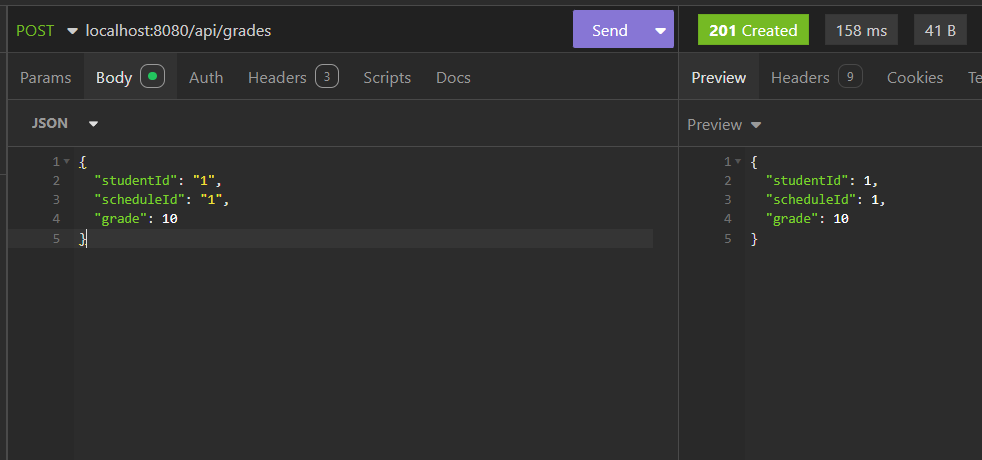 POST localhost:8080/api/grades Send 201 Created 158 ms 41 B
Params Body Auth Headers 3 Scripts Docs Preview Headers 9 Cookies Te
JSON
Preview
1 {
2 "studentId": "1",
3 "scheduleId": "1",
4 "grade": 10
5 }
1 {
2 "studentId": 1,
3 "scheduleId": 1,
4 "grade": 10
5 }